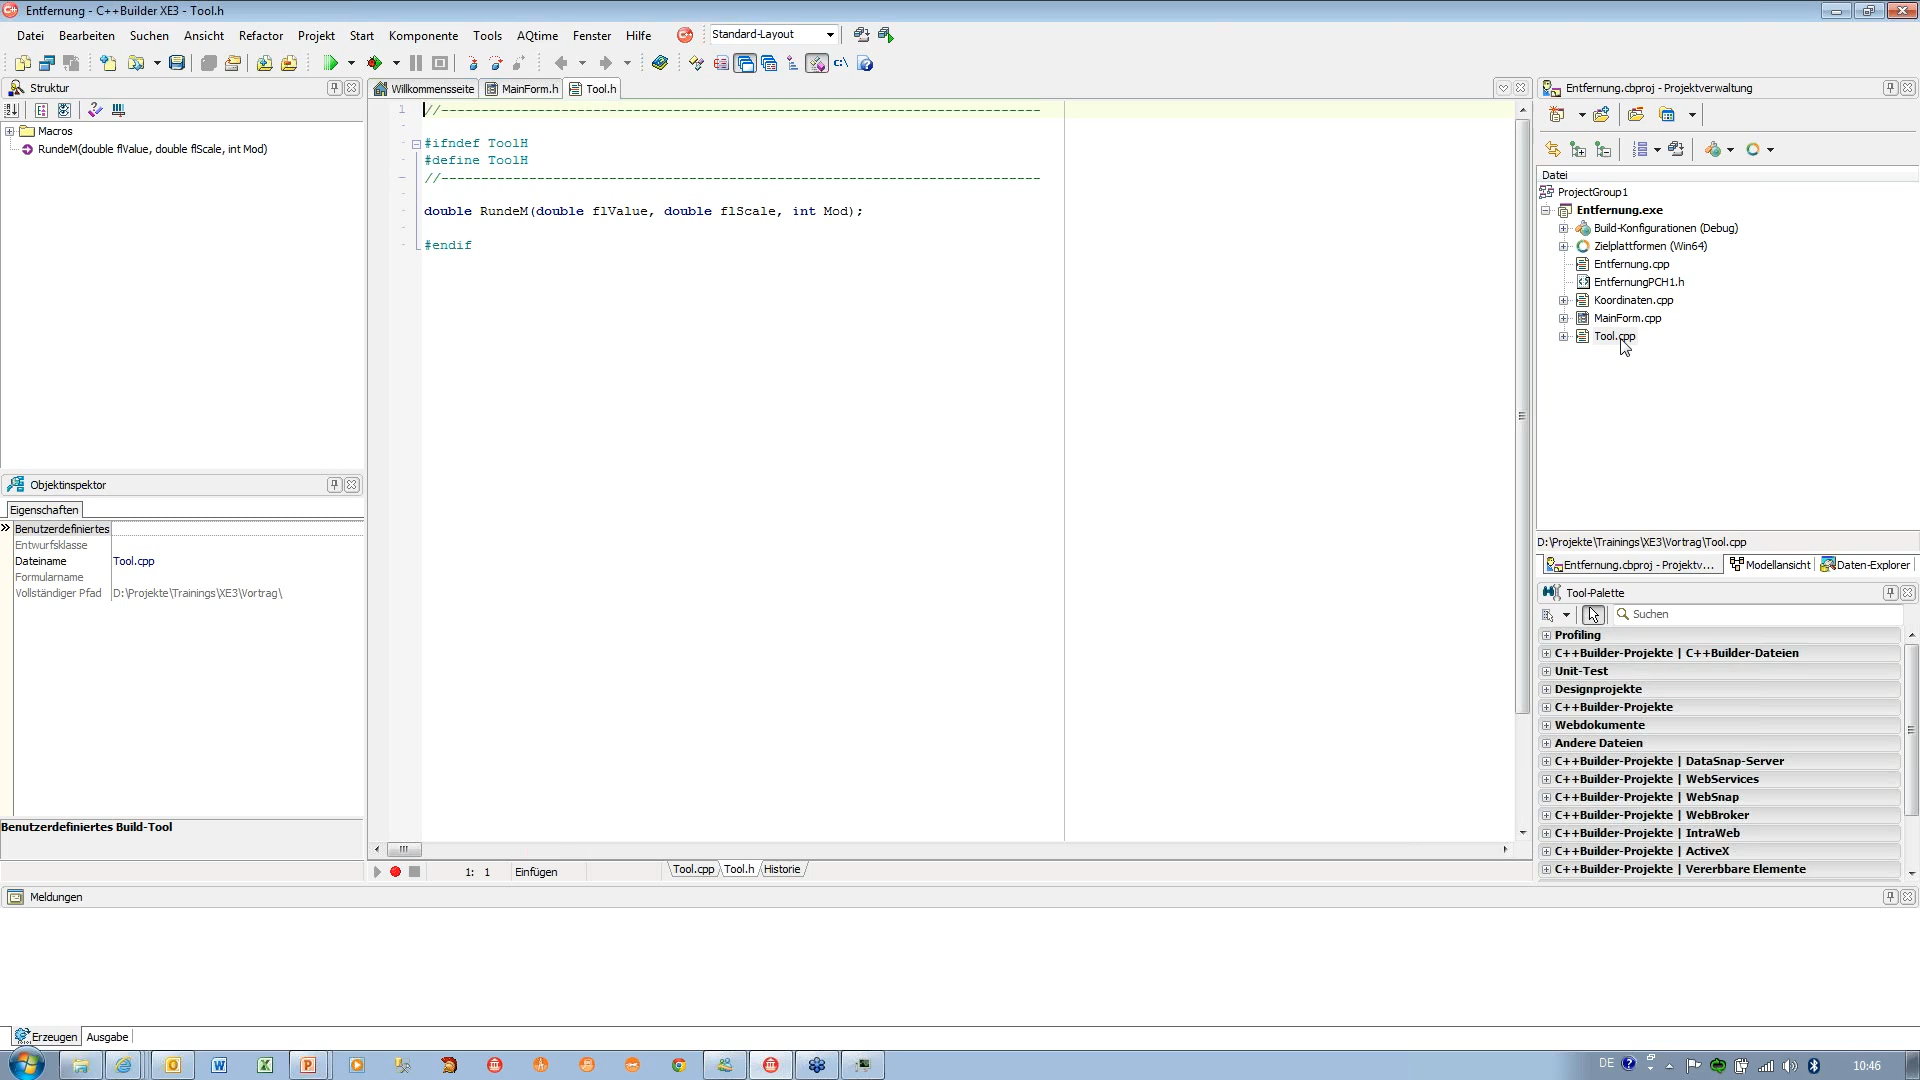 Entfernung - C++Builder XE3 - Tool.h
Datei Bearbeiten Suchen Ansicht Refactor Projekt Start Komponente Tools AQtime Fenster Hilfe Standard-Layout
Struktur
Macros
RundeM(double flValue, double flScale, int Mod)
Objektinspektor
Eigenschaften
Benutzerdefiniertes
Entwurfsklasse
Dateiname Tool.cpp
Formularname
Vollständiger Pfad D:\Projekte\Trainings\XE3\Vortrag\
Benutzerdefiniertes Build-Tool
Willkommensseite MainForm.h Tool.h
1 //---------------------------------------------------------------------------
#ifndef ToolH
#define ToolH
//---------------------------------------------------------------------------
double RundeM(double flValue, double flScale, int Mod);
#endif
1: 1 Einfügen Tool.cpp Tool.h Historie
Entfernung.cbproj - Projektverwaltung
Datei
ProjectGroup1
Entfernung.exe
Build-Konfigurationen (Debug)
Zielplattformen (Win64)
Entfernung.cpp
EntfernungPCH1.h
Koordinaten.cpp
MainForm.cpp
Tool.cpp
D:\Projekte\Trainings\XE3\Vortrag\Tool.cpp
Entfernung.cbproj - Projektv... Modellansicht Daten-Explorer
Tool-Palette
Suchen
Profiling
C++Builder-Projekte | C++Builder-Dateien
Unit-Test
Designprojekte
C++Builder-Projekte
Webdokumente
Andere Dateien
C++Builder-Projekte | DataSnap-Server
C++Builder-Projekte | WebServices
C++Builder-Projekte | WebSnap
C++Builder-Projekte | WebBroker
C++Builder-Projekte | IntraWeb
C++Builder-Projekte | ActiveX
C++Builder-Projekte | Vererbbare Elemente
Meldungen
Erzeugen Ausgabe
DE 10:46